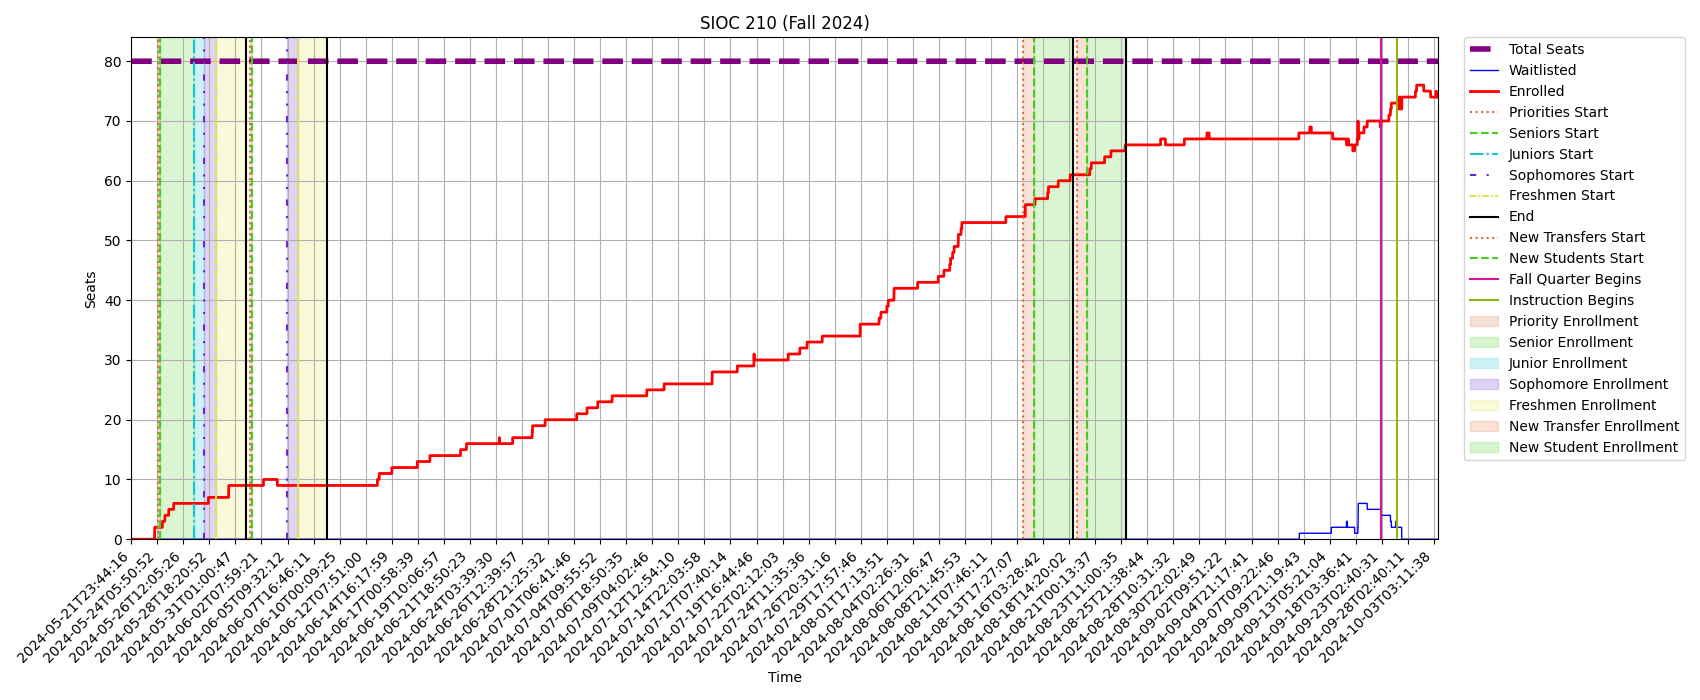 SIOC 210 (Fall 2024)
Seats
80
70
60
50
40
30
20
10
0
2024-05-21T23:44:16
2024-05-24T05:50:52
2024-05-26T12:05:26
2024-05-28T18:20:52
2024-05-31T01:00:47
2024-06-02T07:59:21
2024-06-05T09:32:12
2024-06-07T16:46:11
2024-06-10T00:09:25
2024-06-12T07:51:00
2024-06-14T16:17:59
2024-06-17T00:58:39
2024-06-19T10:06:57
2024-06-21T18:50:23
2024-06-24T03:39:30
2024-06-26T12:39:57
2024-06-28T21:25:32
2024-07-01T06:41:46
2024-07-04T09:55:52
2024-07-06T18:50:35
2024-07-09T04:02:46
2024-07-12T12:54:10
2024-07-14T22:03:58
2024-07-17T07:40:14
2024-07-19T16:44:46
2024-07-22T02:12:03
2024-07-24T11:35:36
2024-07-26T20:31:16
2024-07-29T17:57:46
2024-08-01T17:13:51
2024-08-04T02:26:31
2024-08-06T12:06:47
2024-08-08T21:45:53
2024-08-11T07:46:11
2024-08-13T17:27:07
2024-08-16T03:28:42
2024-08-18T14:20:02
2024-08-21T00:13:37
2024-08-23T11:00:35
2024-08-25T21:38:44
2024-08-28T10:31:32
2024-08-30T22:02:49
2024-09-02T09:51:22
2024-09-04T21:17:41
2024-09-07T09:22:46
2024-09-09T21:19:43
2024-09-13T05:21:04
2024-09-18T03:36:41
2024-09-23T02:40:31
2024-09-28T02:40:11
2024-10-03T03:11:38
Time
Total Seats
Waitlisted
Enrolled
Priorities Start
Seniors Start
Juniors Start
Sophomores Start
Freshmen Start
End
New Transfers Start
New Students Start
Fall Quarter Begins
Instruction Begins
Priority Enrollment
Senior Enrollment
Junior Enrollment
Sophomore Enrollment
Freshmen Enrollment
New Transfer Enrollment
New Student Enrollment